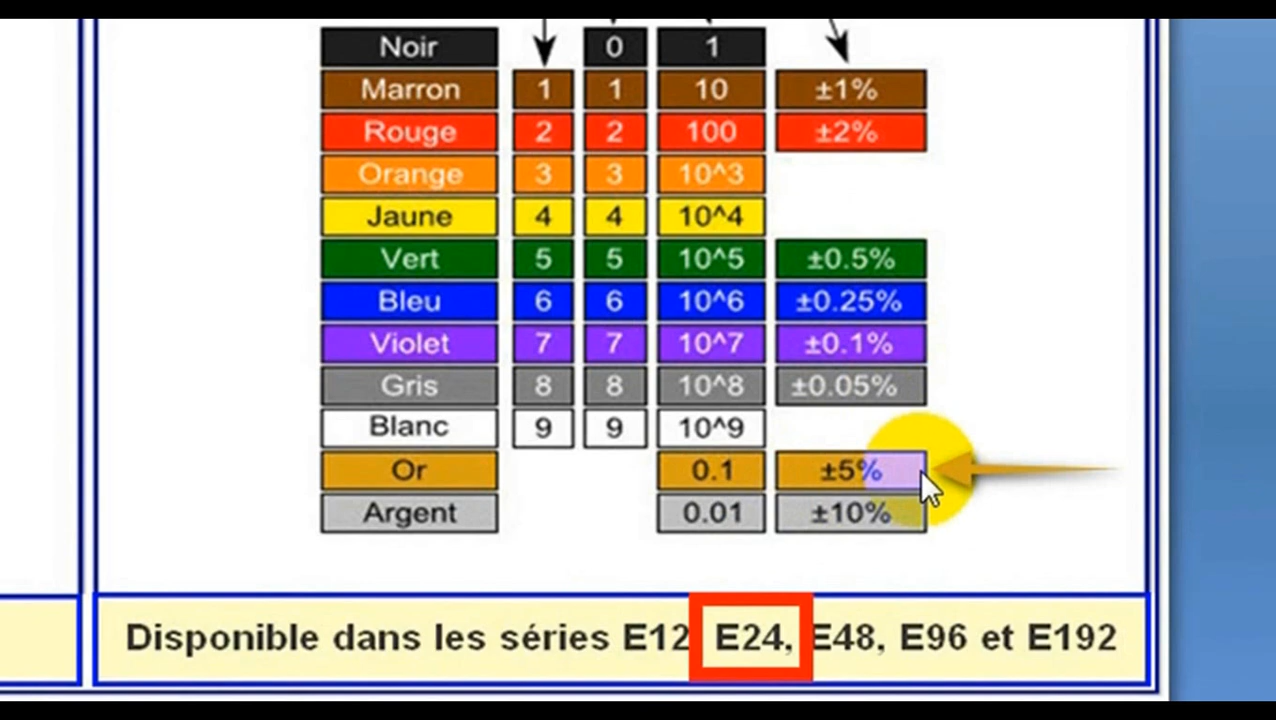 Noir 0 1
Marron 1 1 10 ±1%
Rouge 2 2 100 ±2%
Orange 3 3 10^3
Jaune 4 4 10^4
Vert 5 5 10^5 ±0.5%
Bleu 6 6 10^6 ±0.25%
Violet 7 7 10^7 ±0.1%
Gris 8 8 10^8 ±0.05%
Blanc 9 9 10^9
Or 0.1 ±5%
Argent 0.01 ±10%
Disponible dans les séries E12 E24, E48, E96 et E192